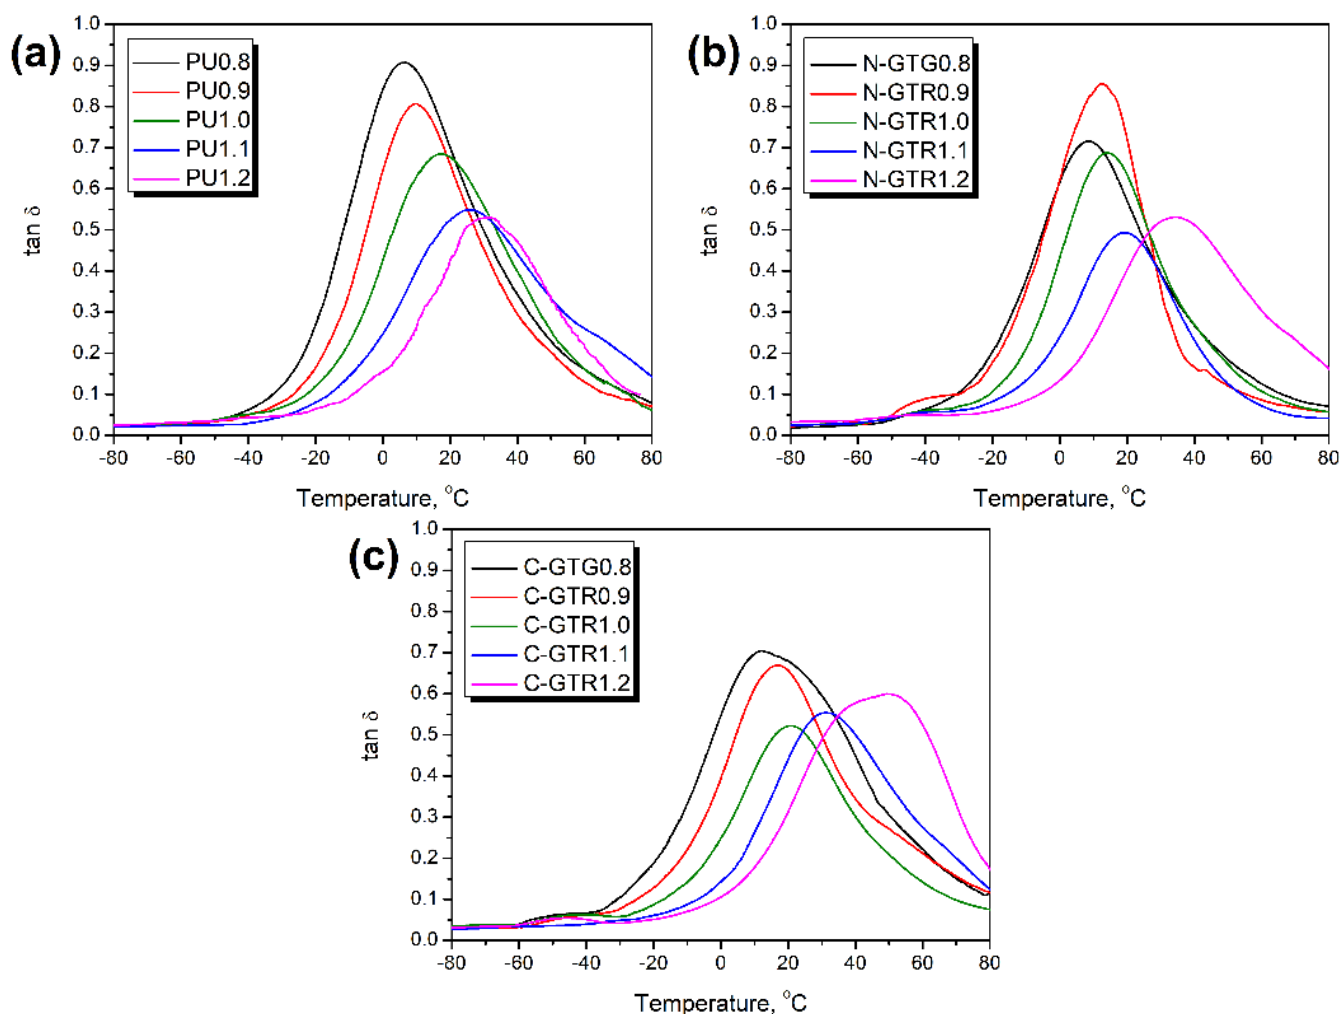 (a)
1.0
0.9
0.8
0.7
0.6
0.5
0.4
0.3
0.2
0.1
0.0
tan δ
PU0.8
PU0.9
PU1.0
PU1.1
PU1.2
-80 -60 -40 -20 0 20 40 60 80
Temperature, °C
(b)
1.0
0.9
0.8
0.7
0.6
0.5
0.4
0.3
0.2
0.1
0.0
tan δ
N-GTG0.8
N-GTR0.9
N-GTR1.0
N-GTR1.1
N-GTR1.2
-80 -60 -40 -20 0 20 40 60 80
Temperature, °C
(c)
1.0
0.9
0.8
0.7
0.6
0.5
0.4
0.3
0.2
0.1
0.0
tan δ
C-GTG0.8
C-GTR0.9
C-GTR1.0
C-GTR1.1
C-GTR1.2
-80 -60 -40 -20 0 20 40 60 80
Temperature, °C